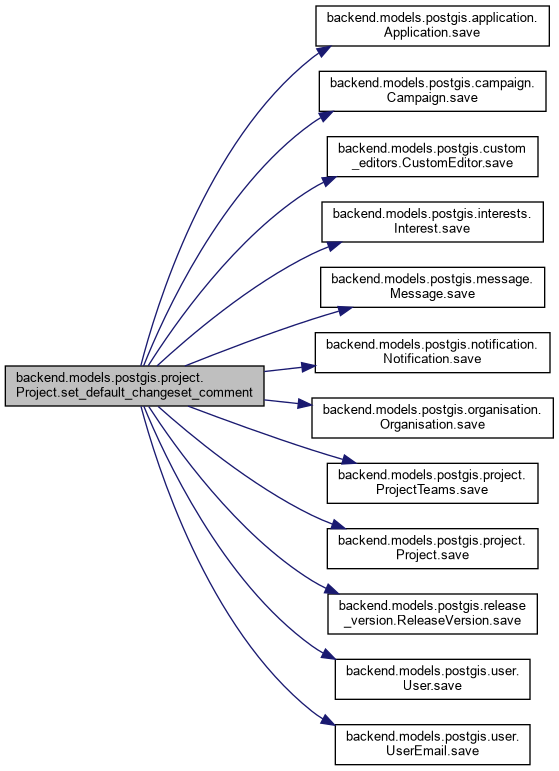 backend.models.postgis.application.
Application.save
backend.models.postgis.campaign.
Campaign.save
backend.models.postgis.custom
_editors.CustomEditor.save
backend.models.postgis.interests.
Interest.save
backend.models.postgis.message.
Message.save
backend.models.postgis.notification.
Notification.save
backend.models.postgis.project.
Project.set_default_changeset_comment
backend.models.postgis.organisation.
Organisation.save
backend.models.postgis.project.
ProjectTeams.save
backend.models.postgis.project.
Project.save
backend.models.postgis.release
_version.ReleaseVersion.save
backend.models.postgis.user.
User.save
backend.models.postgis.user.
UserEmail.save